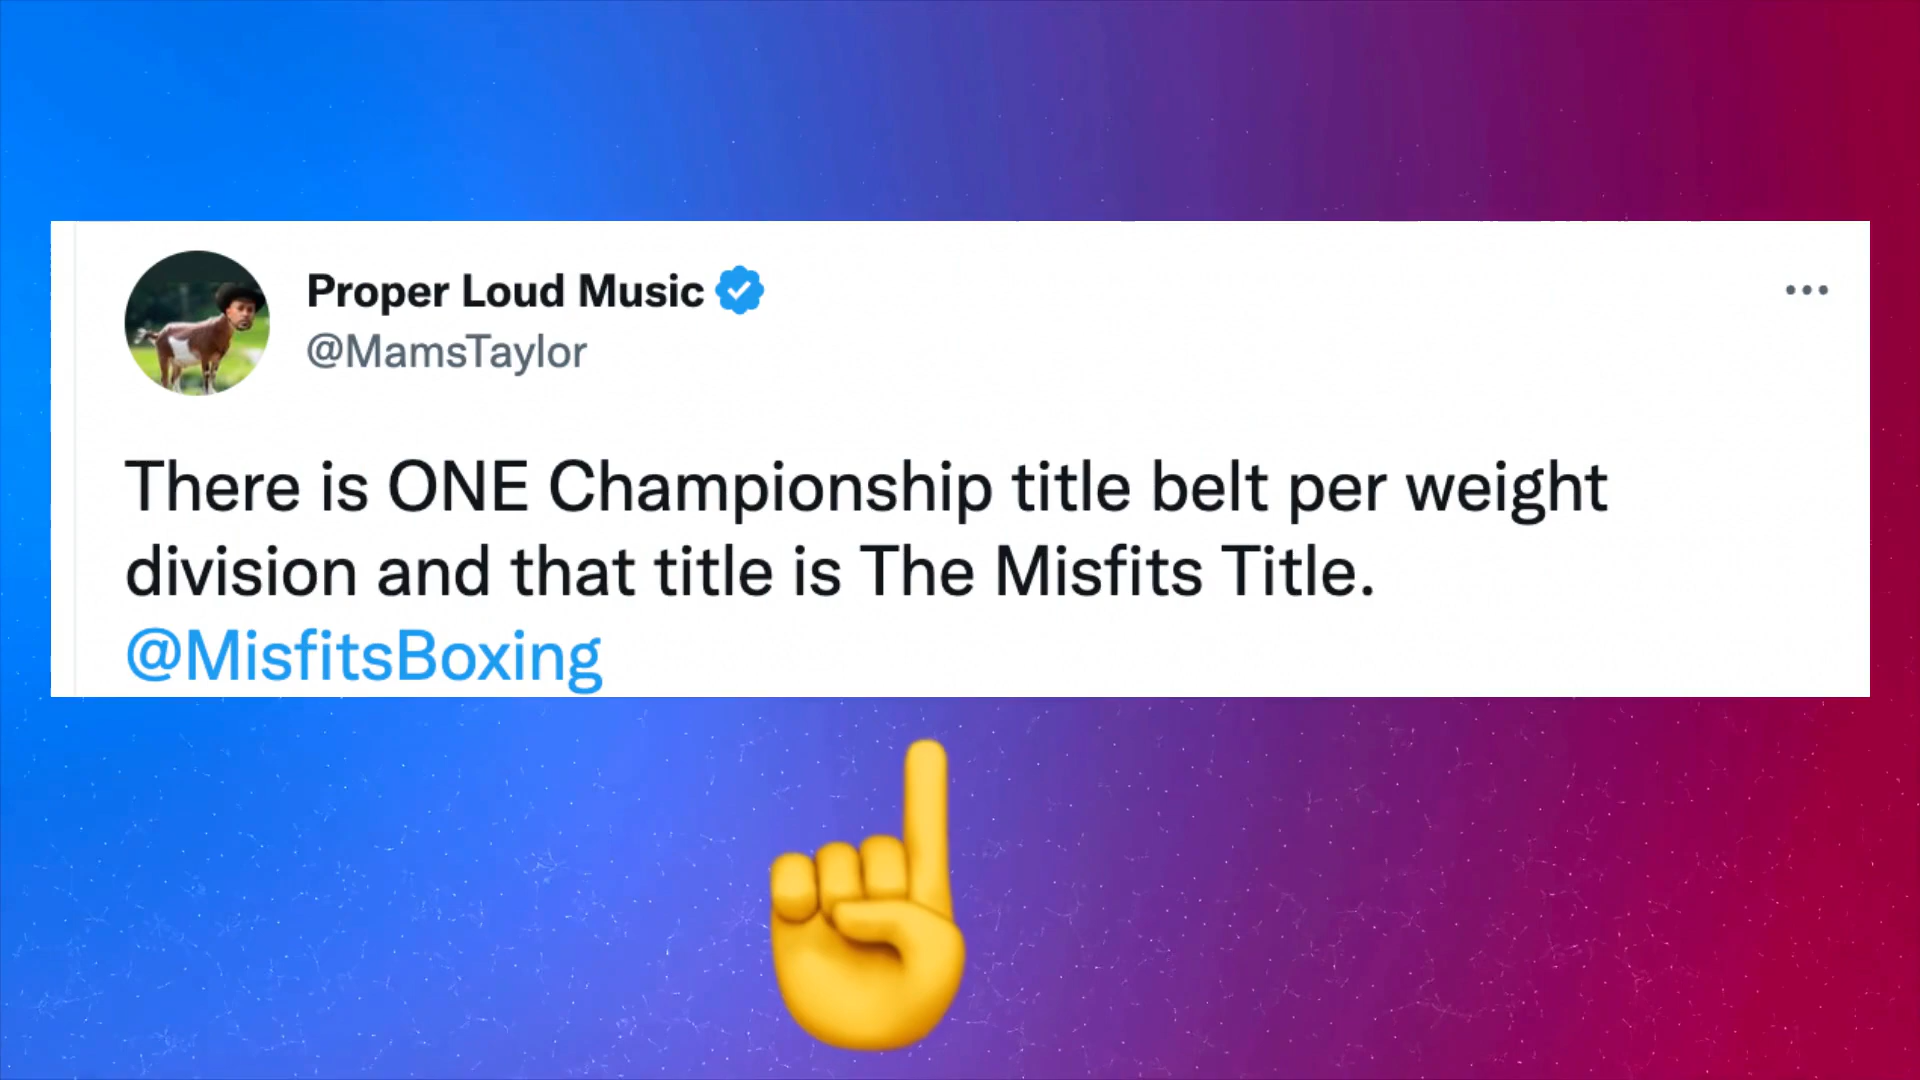 Proper Loud Music
@MamsTaylor
There is ONE Championship title belt per weight
division and that title is The Misfits Title.
@MisfitsBoxing